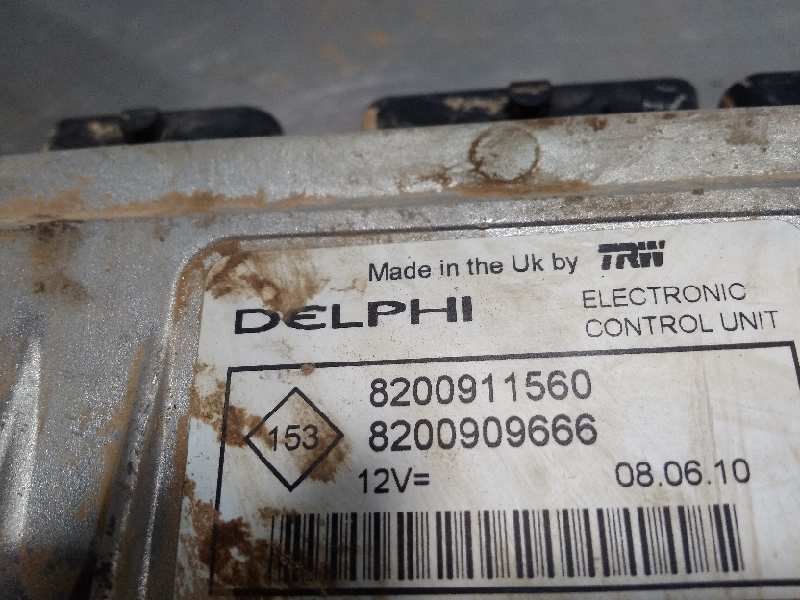 Made in the Uk by TRW
DELPHI
ELECTRONIC
CONTROL UNIT
8200911560
153
8200909666
12V=
08.06.10